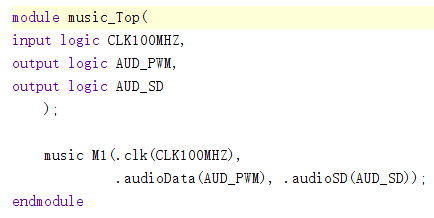 module music_Top(
input logic CLK100MHZ,
output logic AUD_PWM,
output logic AUD_SD
    );

    music M1(.clk(CLK100MHZ),
             .audioData(AUD_PWM), .audioSD(AUD_SD));
endmodule